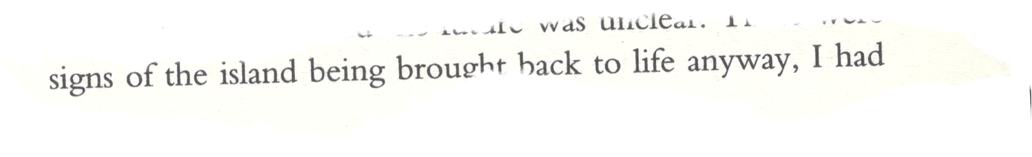 was unclear.
signs of the island being brought back to life anyway, I had